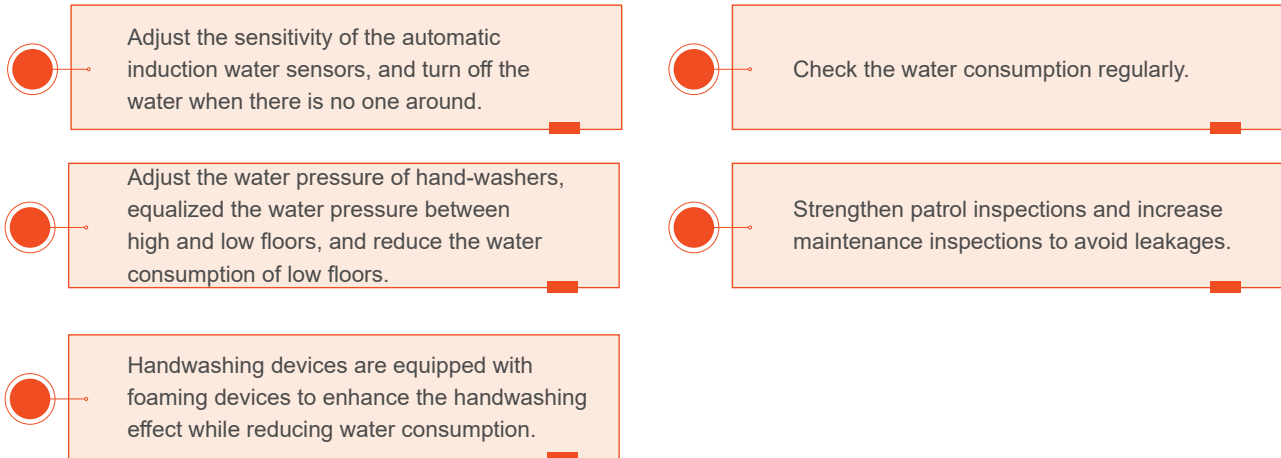 Adjust the sensitivity of the automatic
induction water sensors, and turn off the
water when there is no one around.
Check the water consumption regularly.
Adjust the water pressure of hand-washers,
equalized the water pressure between
high and low floors, and reduce the water
consumption of low floors.
Strengthen patrol inspections and increase
maintenance inspections to avoid leakages.
Handwashing devices are equipped with
foaming devices to enhance the handwashing
effect while reducing water consumption.